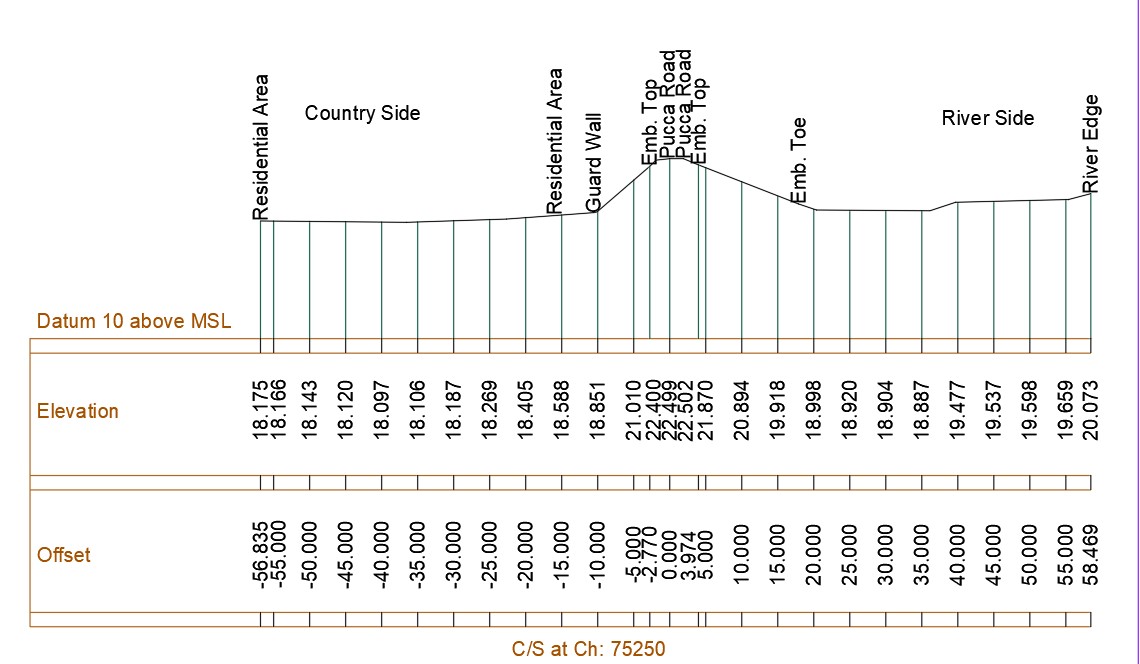 Residential Area
Country Side
Residential Area
Guard Wall
Emb. Top
Pucca Road
Pucca Road
Emb. Top
Emb. Toe
River Side
River Edge
Datum 10 above MSL
Elevation
18.175 18.166 18.143 18.120 18.097 18.106 18.187 18.269 18.405 18.588 18.851 21.010 22.400 22.499 22.502 21.870 20.894 19.918 18.998 18.920 18.904 18.887 19.477 19.537 19.598 19.659 20.073
Offset
-56.835 -55.000 -50.000 -45.000 -40.000 -35.000 -30.000 -25.000 -20.000 -15.000 -10.000 -5.000 -2.770 0.000 3.974 5.000 10.000 15.000 20.000 25.000 30.000 35.000 40.000 45.000 50.000 55.000 58.469
C/S at Ch: 75250